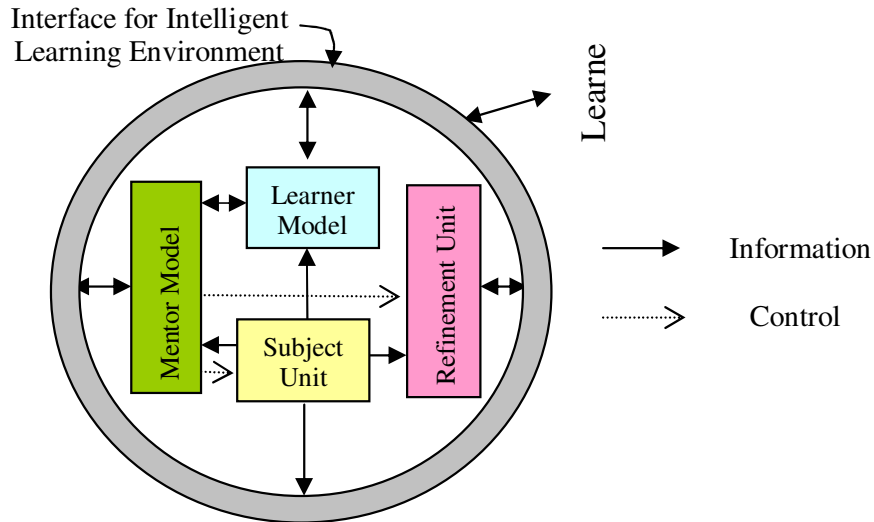 Interface for Intelligent
Learning Environment
Learne
Learner
Model
Mentor Model
Refinement Unit
Subject
Unit
Information
Control